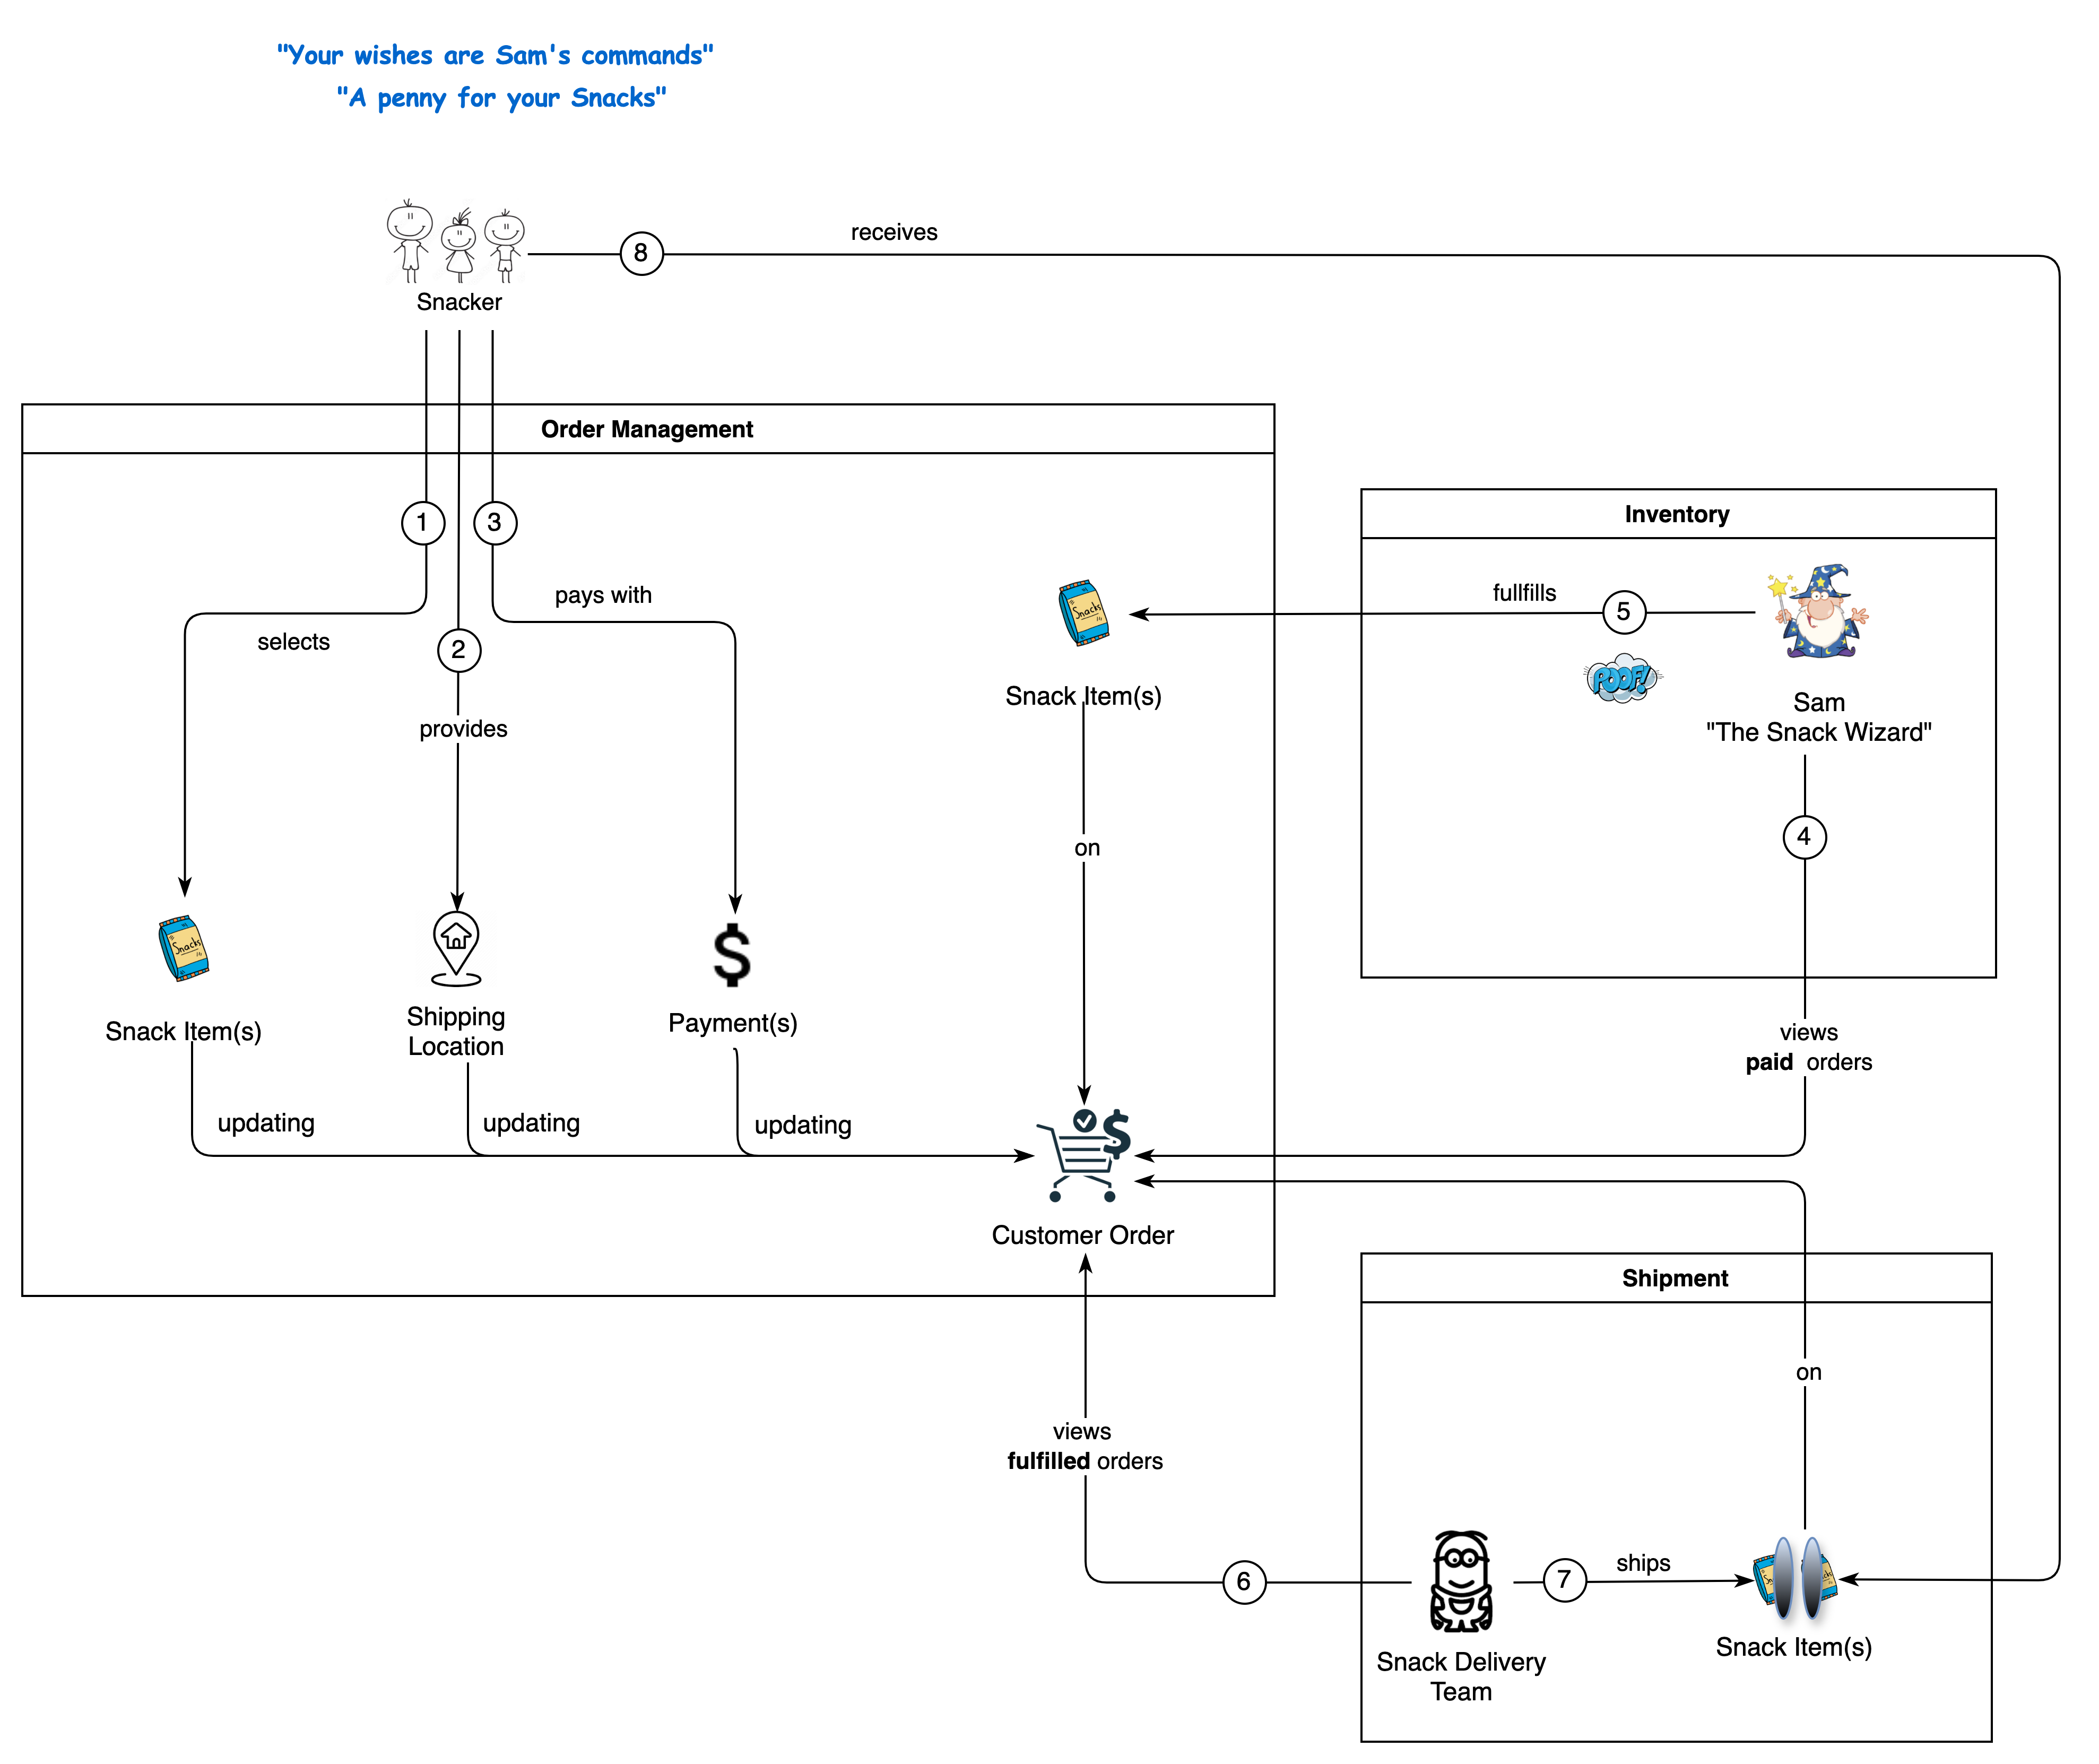 "Your wishes are Sam's commands"
"A penny for your Snacks"
8
receives
Snacker
Order Management
1
3
Inventory
pays with
fullfills
5
Snacks
selects
2
POOF!
Snack Item(s)
Sam
"The Snack Wizard"
provides
4
on
Snacks
$
Shipping
Location
Payment(s)
Snack Item(s)
views
paid orders
updating
updating
updating
$
Customer Order
Shipment
on
views
fulfilled orders
6
7
ships
Snack Item(s)
Snack Delivery
Team